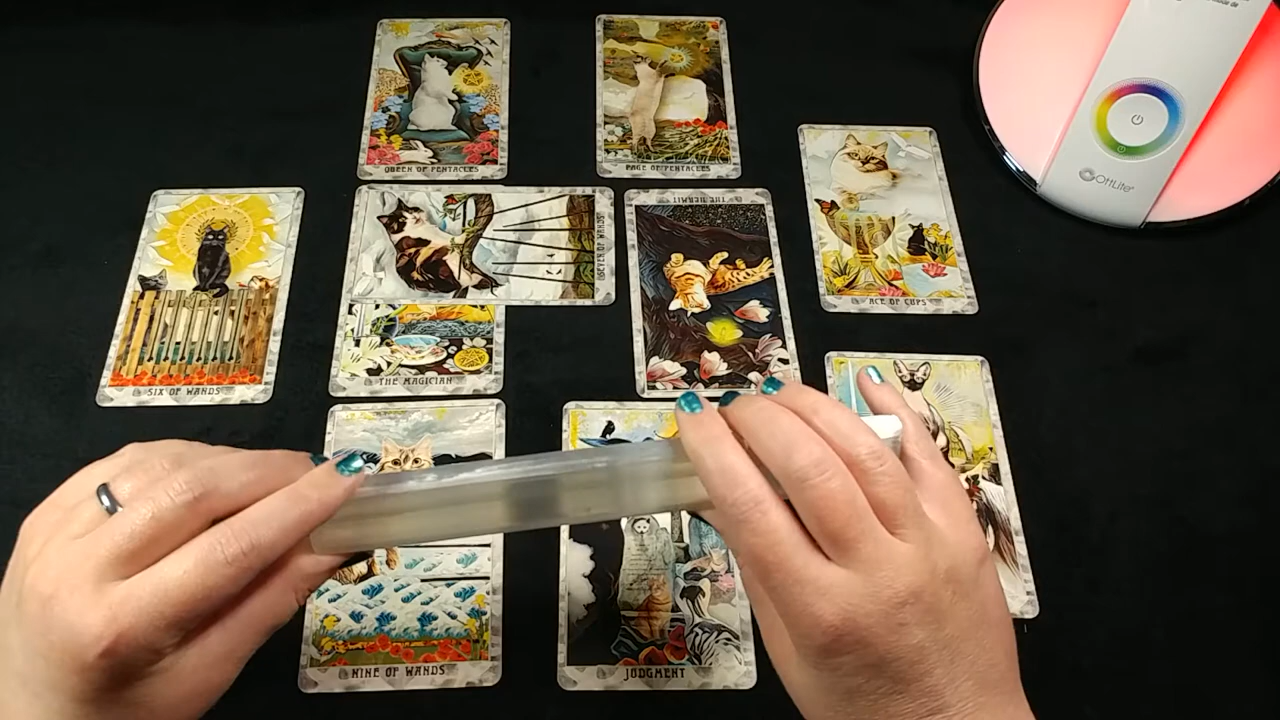 QUEEN OF PENTACLES
PAGE OF PENTACLES
OTTLITE
ACE OF CUPS
SIX OF WANDS
SEVEN OF WANDS
THE HERMIT
THE MAGICIAN
NINE OF WANDS
JUDGMENT